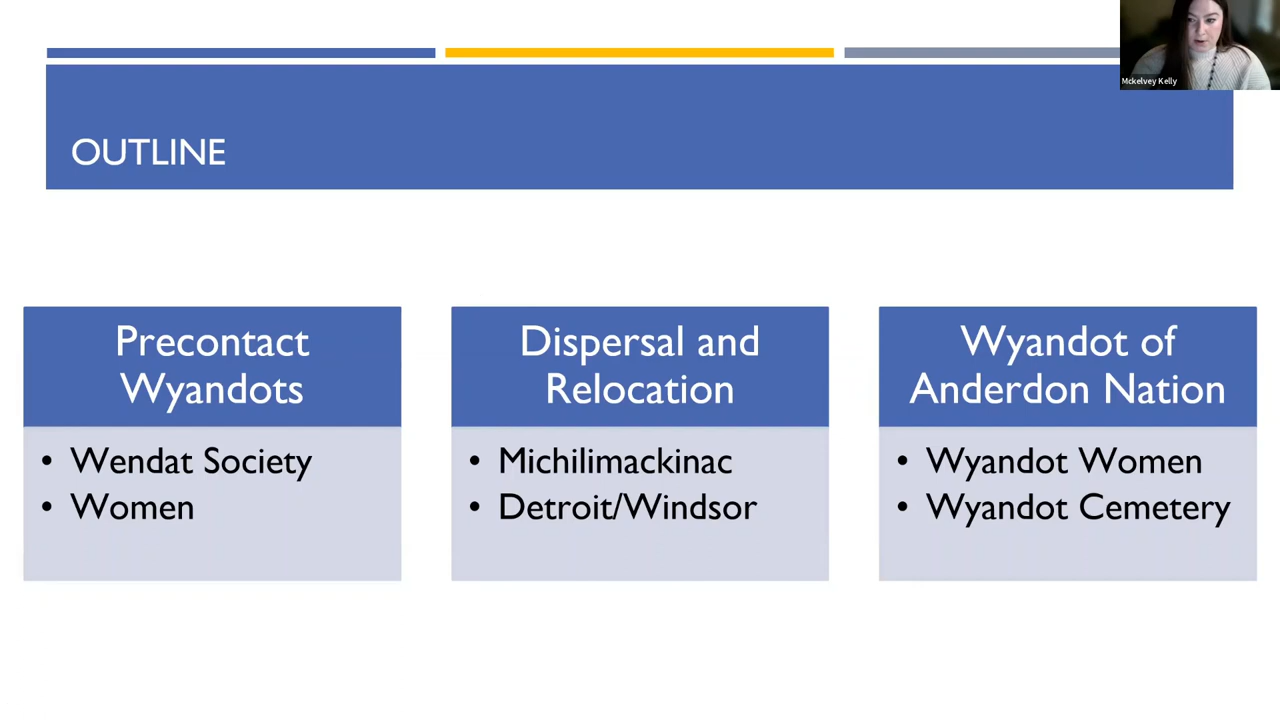 Mckelvey Kelly
OUTLINE
Precontact
Wyandots
• Wendat Society
• Women
Dispersal and
Relocation
• Michilimackinac
• Detroit/Windsor
Wyandot of
Anderdon Nation
• Wyandot Women
• Wyandot Cemetery